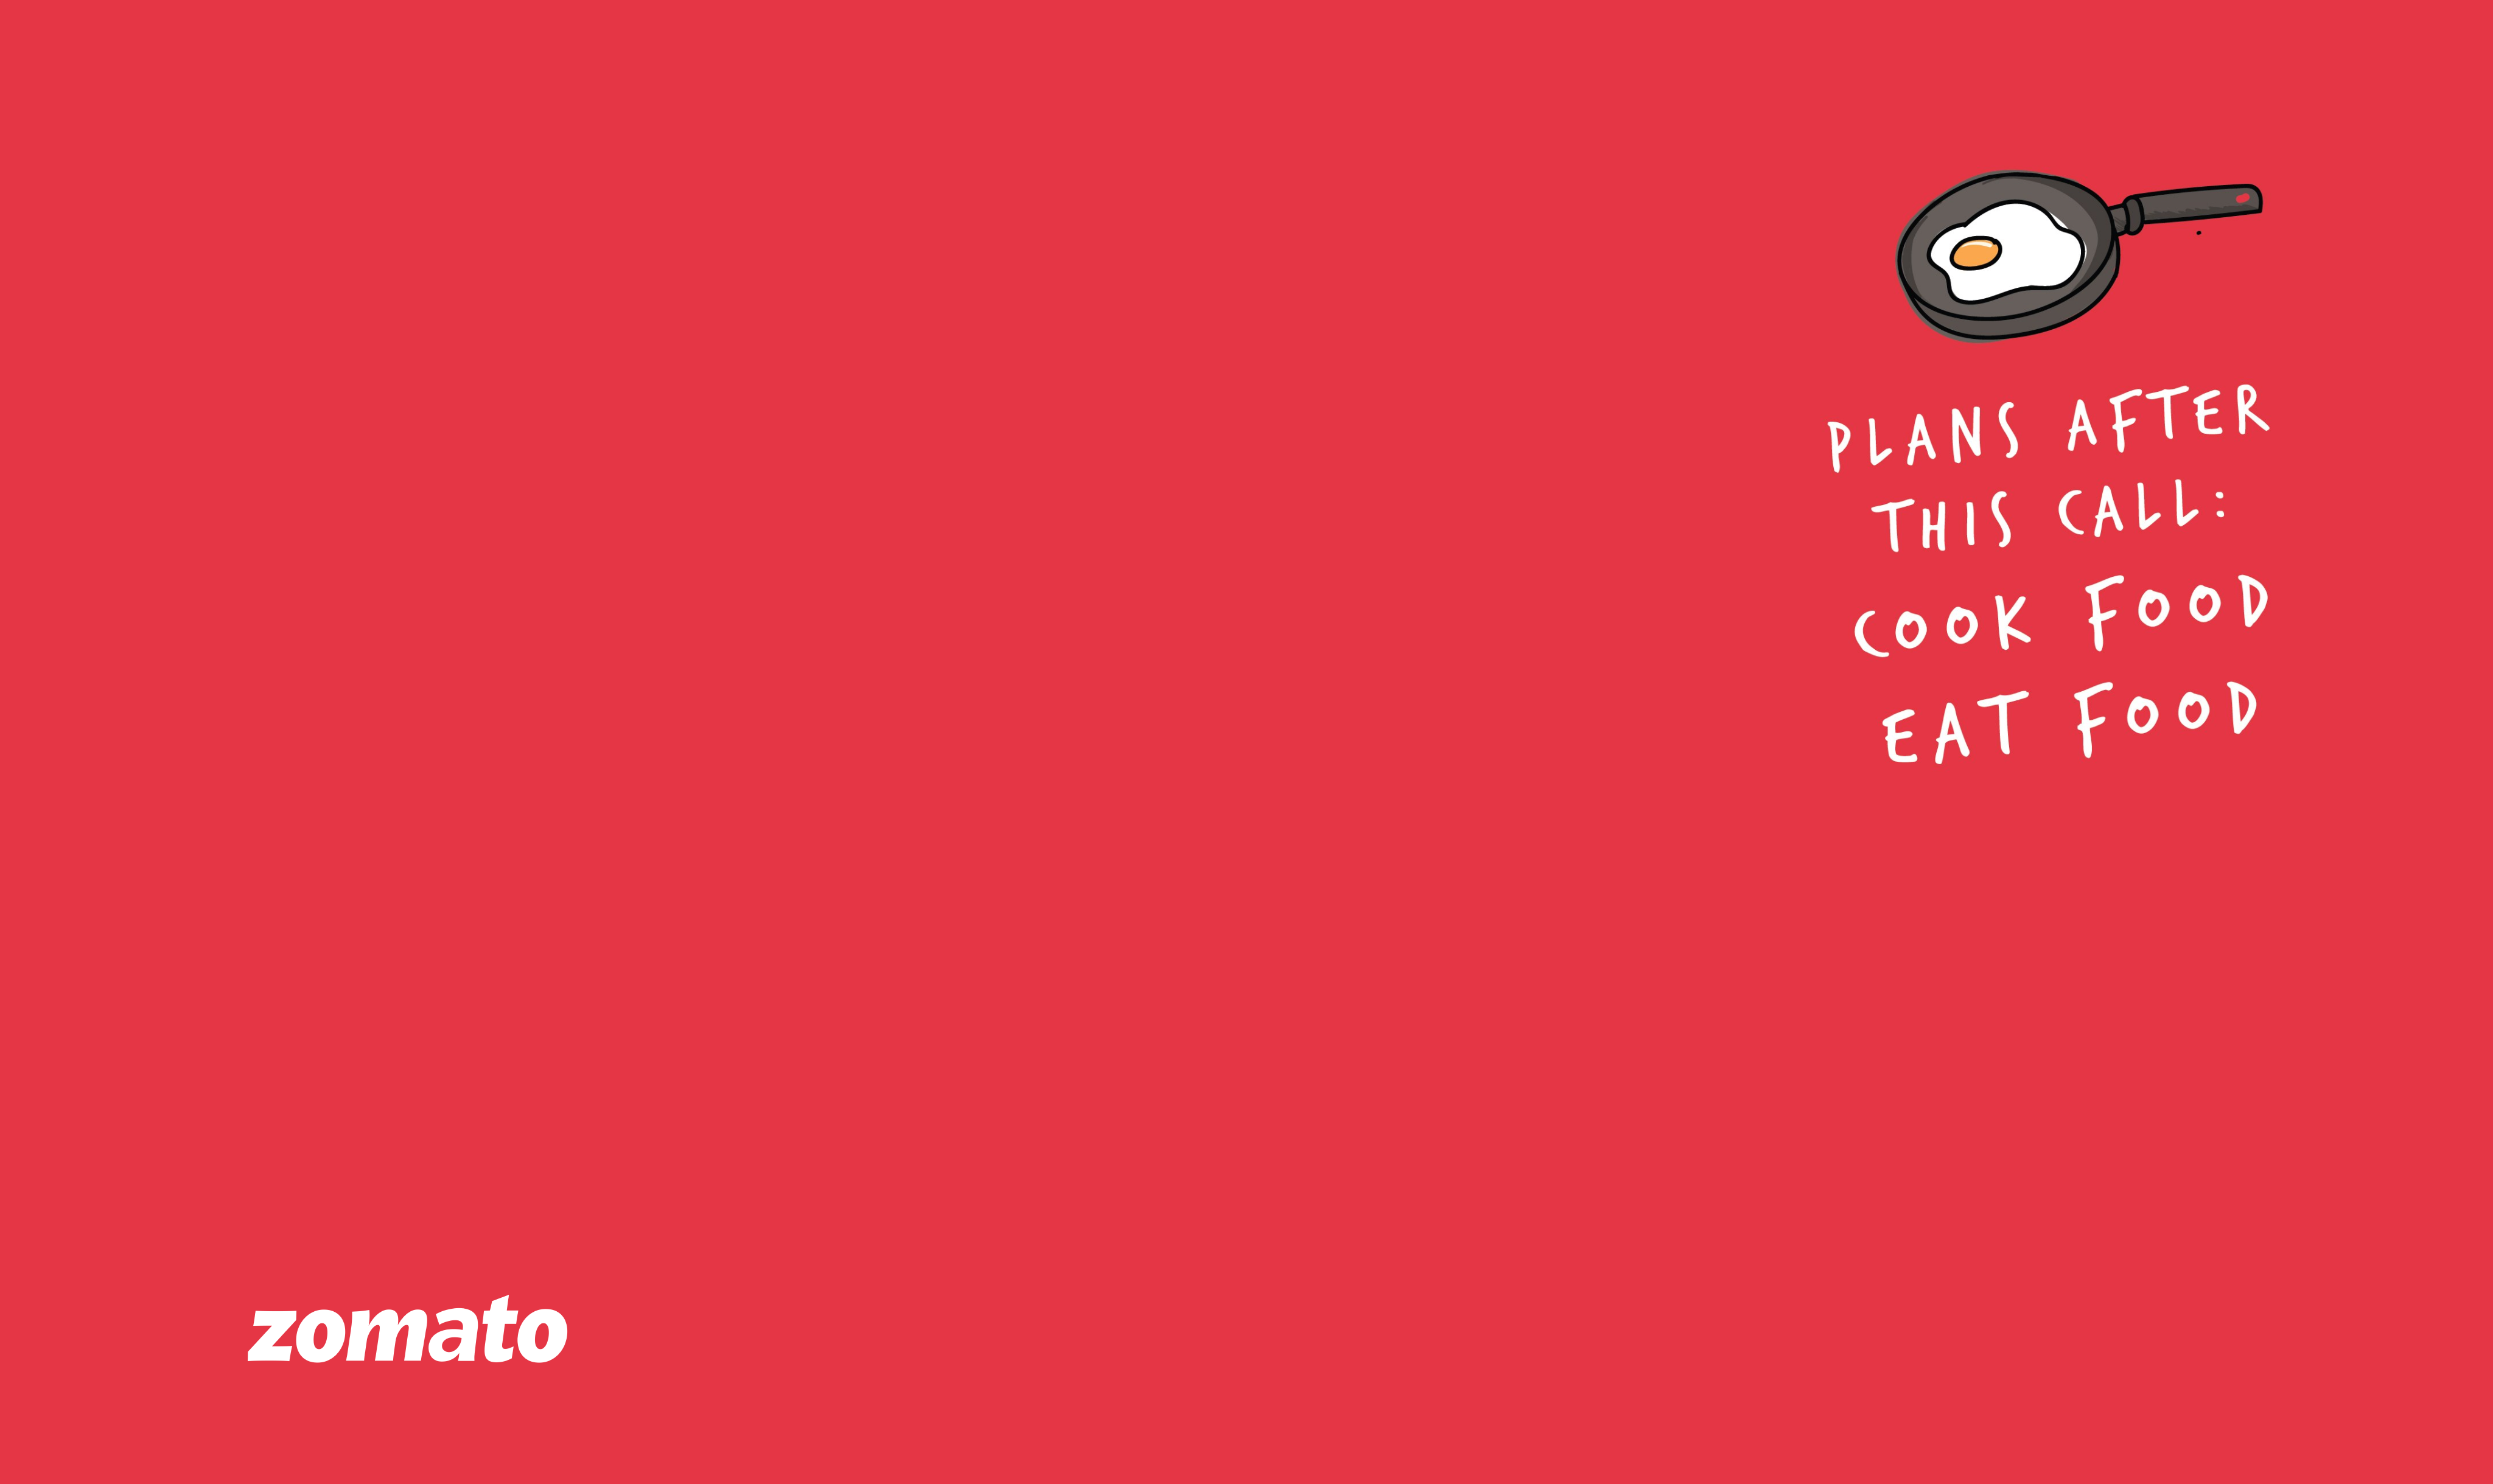 PLANS AFTER
THIS CALL:
COOK FOOD
EAT FOOD
zomato